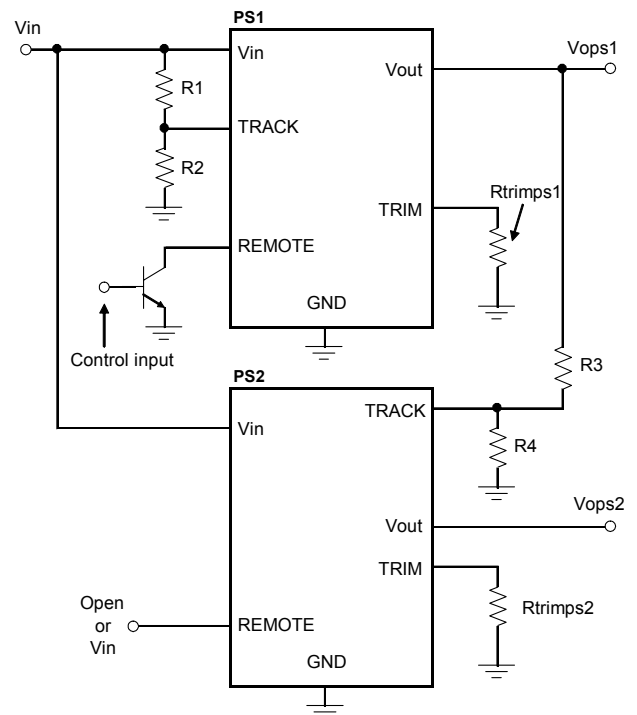 PS1
Vin
Vin
Vops1
Vout
R1
TRACK
R2
Rtrimps1
TRIM
REMOTE
GND
Control input
R3
PS2
TRACK
Vin
R4
Vops2
Vout
TRIM
Open
or
Vin
Rtrimps2
REMOTE
GND